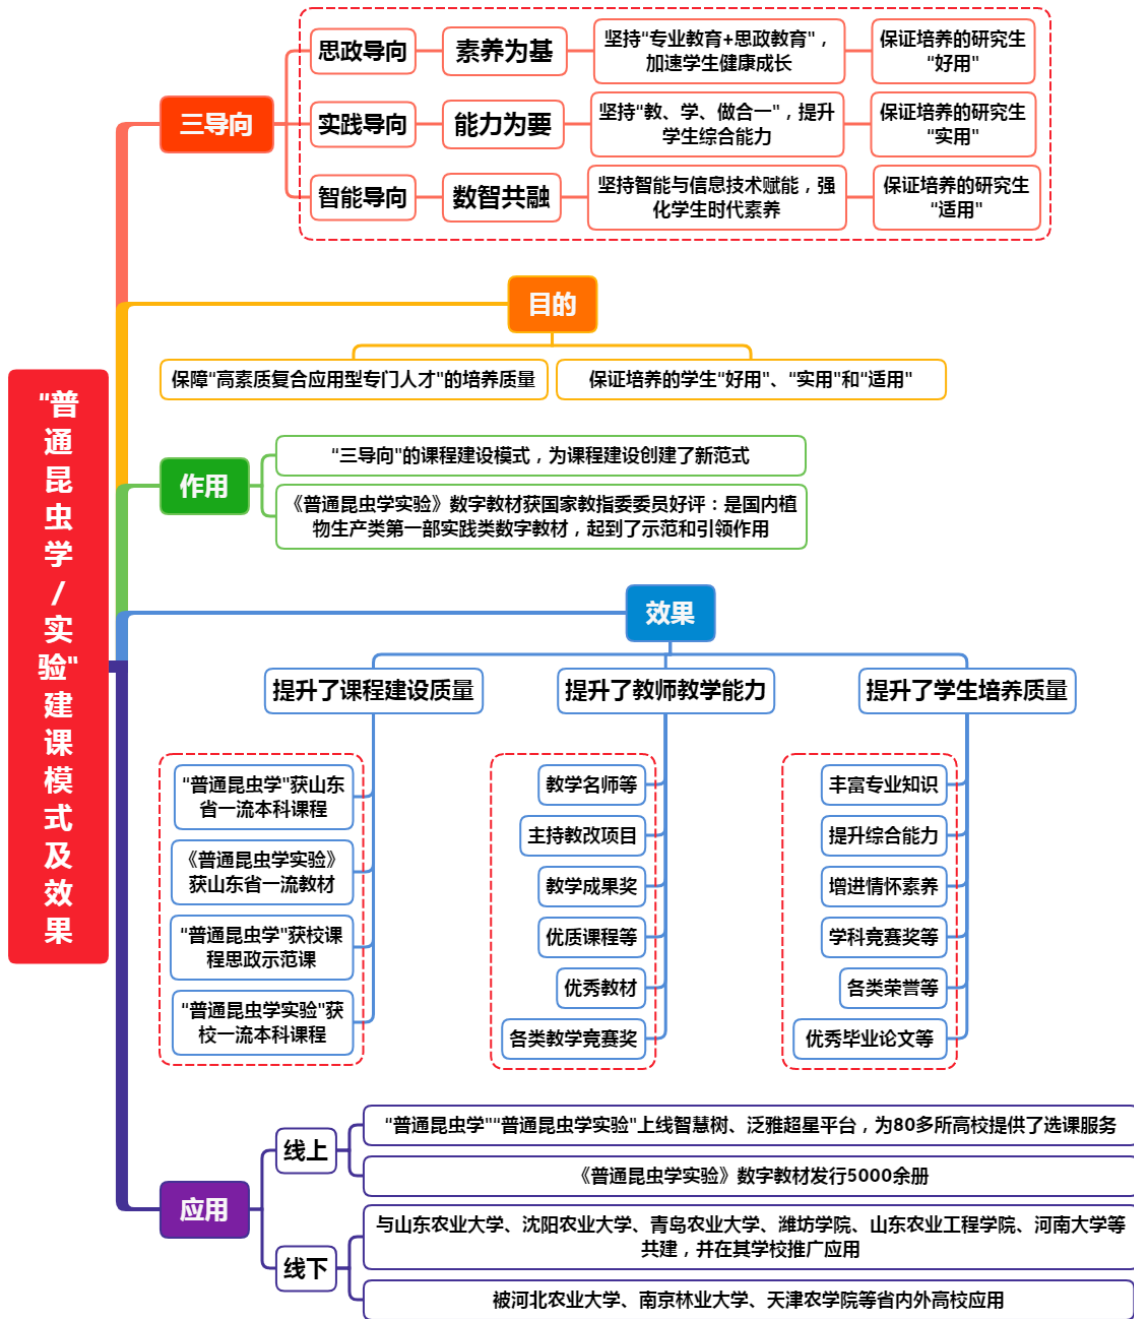 "普
通
昆
虫
学
/
实
验"
建
课
模
式
及
效
果
三导向
思政导向
素养为基
坚持"专业教育+思政教育"，
加速学生健康成长
保证培养的研究生
"好用"
实践导向
能力为要
坚持"教、学、做合一"，提升
学生综合能力
保证培养的研究生
"实用"
智能导向
数智共融
坚持智能与信息技术赋能，强
化学生时代素养
保证培养的研究生
"适用"
目的
保障"高素质复合应用型专门人才"的培养质量
保证培养的学生"好用"、"实用"和"适用"
作用
"三导向"的课程建设模式，为课程建设创建了新范式
《普通昆虫学实验》数字教材获国家教指委委员好评：是国内植
物生产类第一部实践类数字教材，起到了示范和引领作用
效果
提升了课程建设质量
"普通昆虫学"获山东
省一流本科课程
《普通昆虫学实验》
获山东省一流教材
"普通昆虫学"获校课
程思政示范课
"普通昆虫学实验"获
校一流本科课程
提升了教师教学能力
教学名师等
主持教改项目
教学成果奖
优质课程等
优秀教材
各类教学竞赛奖
提升了学生培养质量
丰富专业知识
提升综合能力
增进情怀素养
学科竞赛奖等
各类荣誉等
优秀毕业论文等
应用
线上
"普通昆虫学""普通昆虫学实验"上线智慧树、泛雅超星平台，为80多所高校提供了选课服务
《普通昆虫学实验》数字教材发行5000余册
线下
与山东农业大学、沈阳农业大学、青岛农业大学、潍坊学院、山东农业工程学院、河南大学等
共建，并在其学校推广应用
被河北农业大学、南京林业大学、天津农学院等省内外高校应用